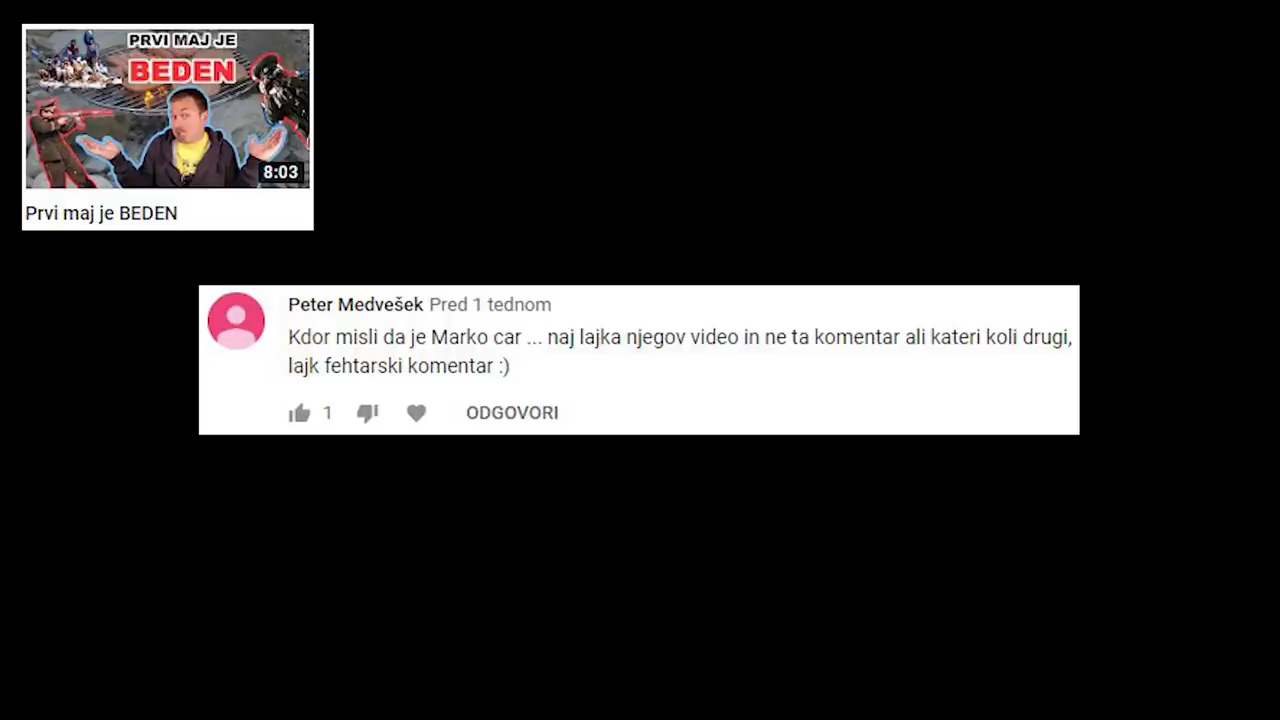 PRVI MAJ JE
BEDEN
8:03
Prvi maj je BEDEN
Peter Medvešek Pred 1 tednom
Kdor misli da je Marko car ... naj lajka njegov video in ne ta komentar ali kateri koli drugi,
lajk fehtarski komentar :)
1 ODGOVORI